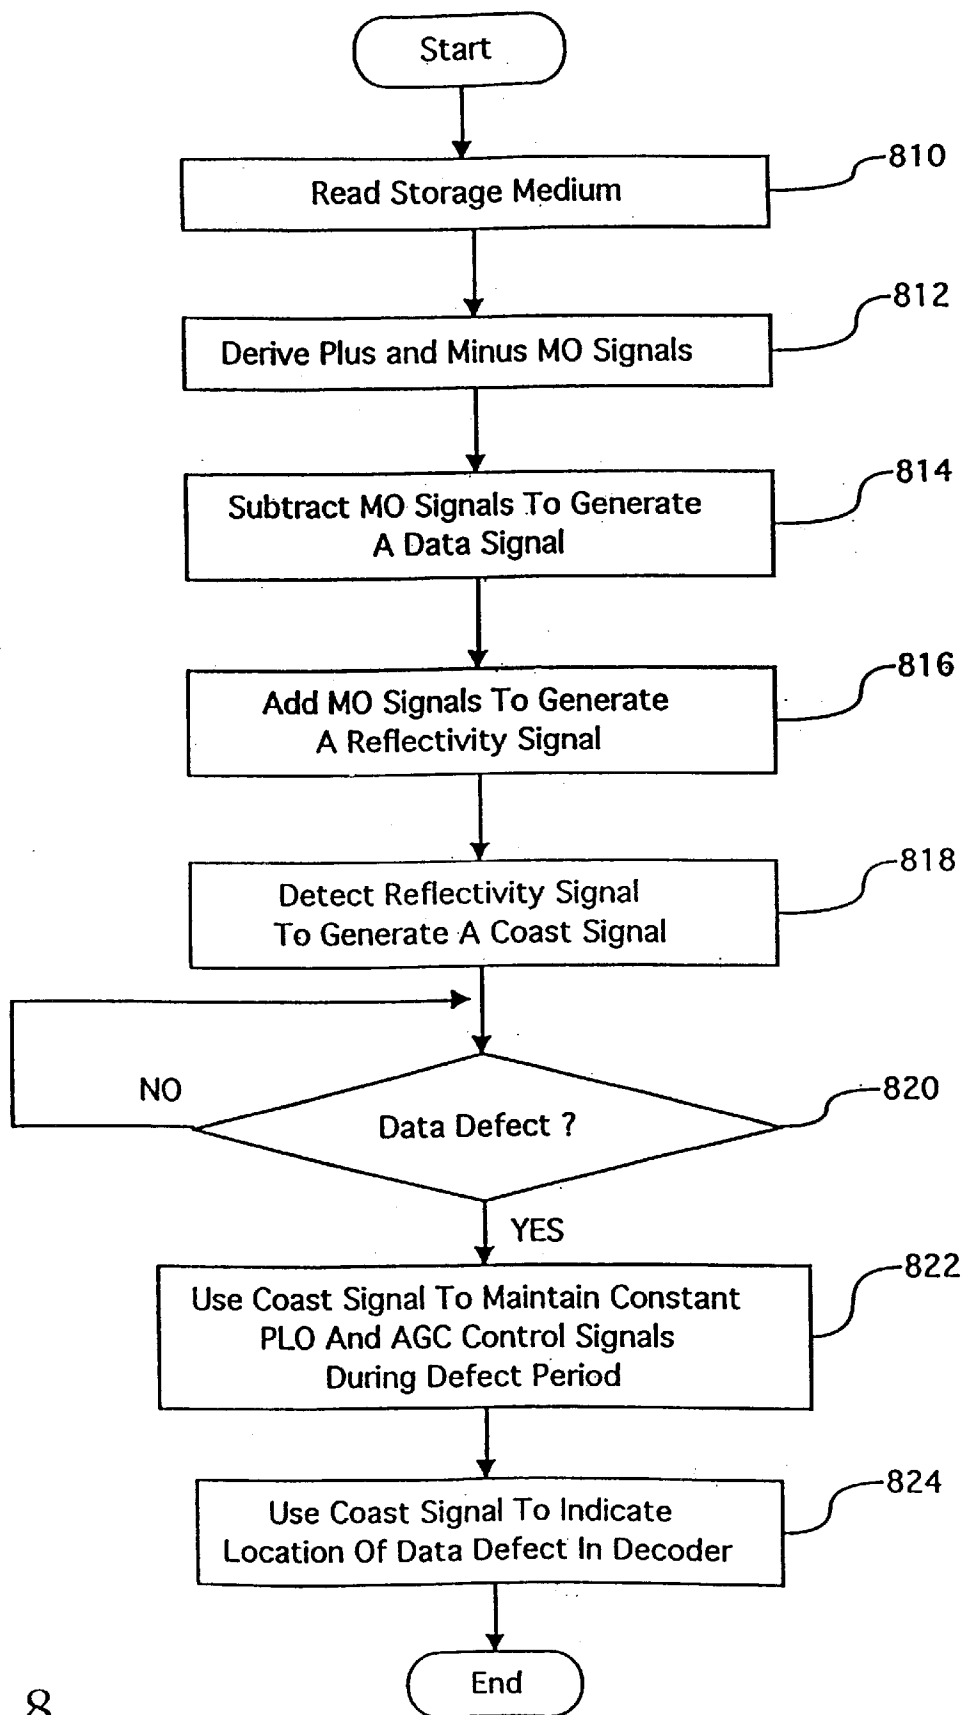 Start
Read Storage Medium
810
Derive Plus and Minus MO Signals
812
Subtract MO Signals To Generate
A Data Signal
814
Add MO Signals To Generate
A Reflectivity Signal
816
Detect Reflectivity Signal
To Generate A Coast Signal
818
NO
Data Defect ?
820
YES
Use Coast Signal To Maintain Constant
PLO And AGC Control Signals
During Defect Period
822
Use Coast Signal To Indicate
Location Of Data Defect In Decoder
824
End
8